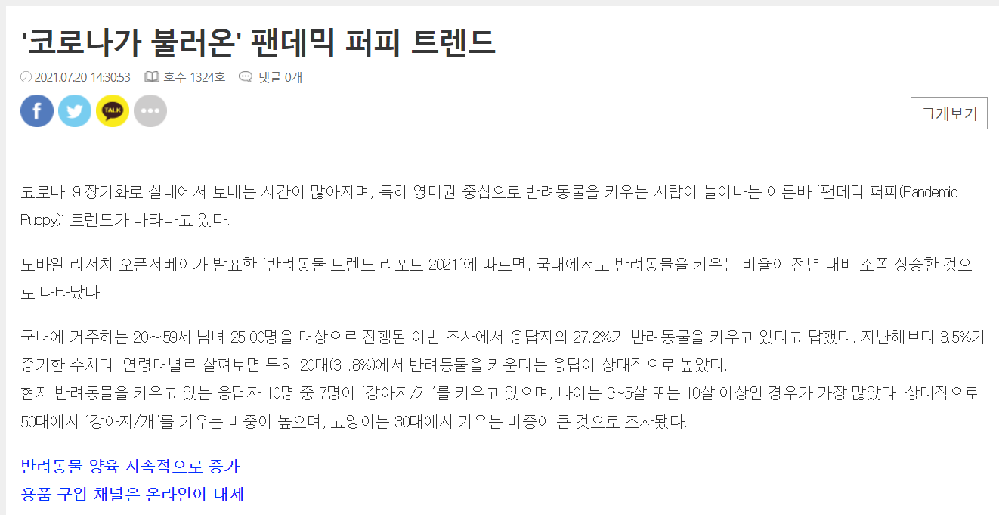 '코로나가 불러온' 팬데믹 퍼피 트렌드
2021.07.20 14:30:53 호수 1324호 댓글 0개
f TALK
크게보기
코로나19 장기화로 실내에서 보내는 시간이 많아지며, 특히 영미권 중심으로 반려동물을 키우는 사람이 늘어나는 이른바 ‘팬데믹 퍼피(Pandemic
Puppy)’ 트렌드가 나타나고 있다.
모바일 리서치 오픈서베이가 발표한 ‘반려동물 트렌드 리포트 2021’에 따르면, 국내에서도 반려동물을 키우는 비율이 전년 대비 소폭 상승한 것으
로 나타났다.
국내에 거주하는 20～59세 남녀 25 00명을 대상으로 진행된 이번 조사에서 응답자의 27.2%가 반려동물을 키우고 있다고 답했다. 지난해보다 3.5%가
증가한 수치다. 연령대별로 살펴보면 특히 20대(31.8%)에서 반려동물을 키운다는 응답이 상대적으로 높았다.
현재 반려동물을 키우고 있는 응답자 10명 중 7명이 ‘강아지/개’를 키우고 있으며, 나이는 3~5살 또는 10살 이상인 경우가 가장 많았다. 상대적으로
50대에서 ‘강아지/개’를 키우는 비중이 높으며, 고양이는 30대에서 키우는 비중이 큰 것으로 조사됐다.
반려동물 양육 지속적으로 증가
용품 구입 채널은 온라인이 대세